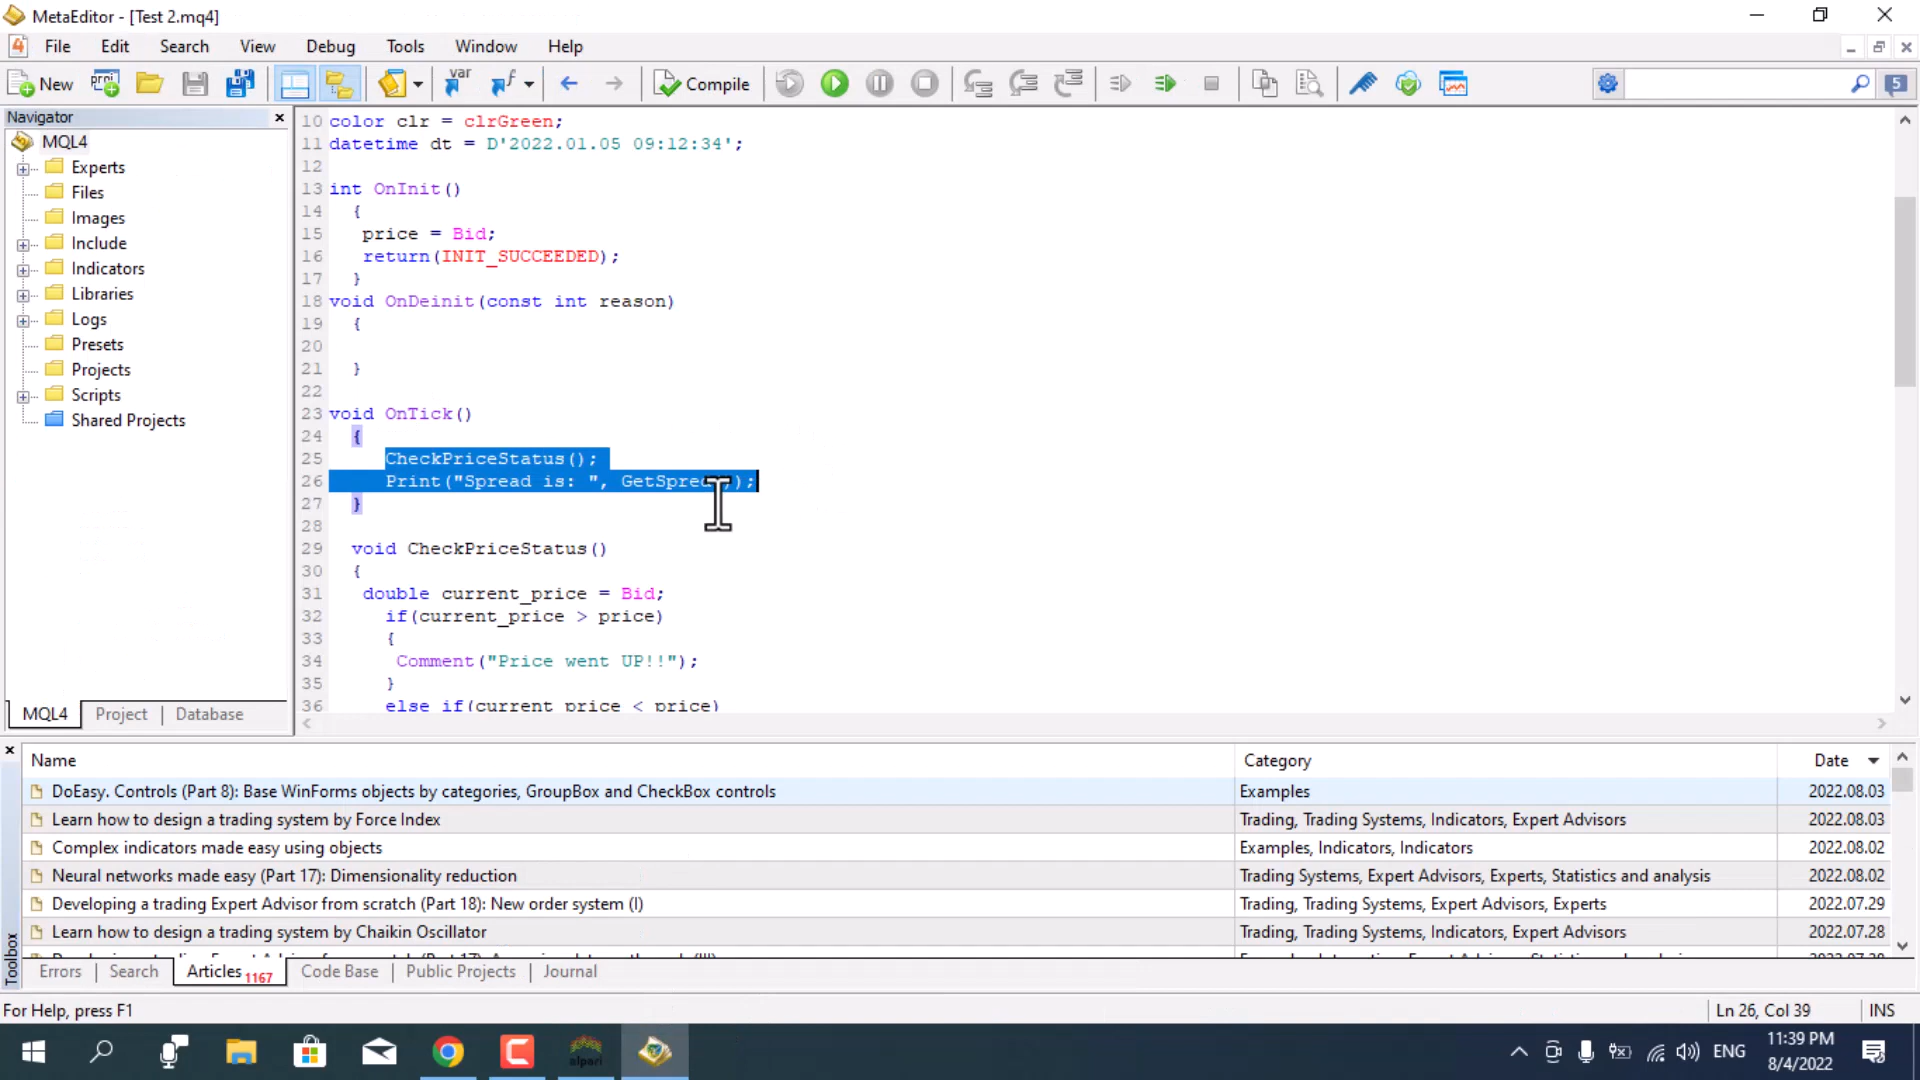 MetaEditor - [Test 2.mq4]
File Edit Search View Debug Tools Window Help
New var f Compile 5
Navigator
MQL4
Experts
Files
Images
Include
Indicators
Libraries
Logs
Presets
Projects
Scripts
Shared Projects
MQL4 Project Database
10 color clr = clrGreen;
11 datetime dt = D'2022.01.05 09:12:34';
12
13 int OnInit()
14 {
15 price = Bid;
16 return(INIT_SUCCEEDED);
17 }
18 void OnDeinit(const int reason)
19 {
20
21 }
22
23 void OnTick()
24 {
25 CheckPriceStatus();
26 Print("Spread is: ", GetSpred());
27 }
28
29 void CheckPriceStatus()
30 {
31 double current_price = Bid;
32 if(current_price > price)
33 {
34 Comment("Price went UP!!");
35 }
36 else if(current price < price)
Name Category Date
DoEasy. Controls (Part 8): Base WinForms objects by categories, GroupBox and CheckBox controls Examples 2022.08.03
Learn how to design a trading system by Force Index Trading, Trading Systems, Indicators, Expert Advisors 2022.08.03
Complex indicators made easy using objects Examples, Indicators, Indicators 2022.08.02
Neural networks made easy (Part 17): Dimensionality reduction Trading Systems, Expert Advisors, Experts, Statistics and analysis 2022.08.02
Developing a trading Expert Advisor from scratch (Part 18): New order system (I) Trading, Trading Systems, Expert Advisors, Experts 2022.07.29
Learn how to design a trading system by Chaikin Oscillator Trading, Trading Systems, Indicators, Expert Advisors 2022.07.28
Toolbox
Errors Search Articles 1167 Code Base Public Projects Journal
For Help, press F1 Ln 26, Col 39 INS
alpari
ENG
11:39 PM
8/4/2022